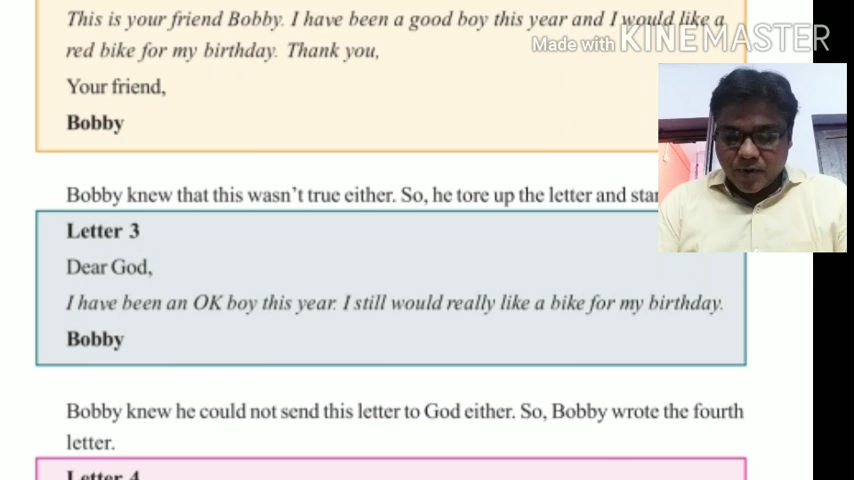 This is your friend Bobby. I have been a good boy this year and I would like a
red bike for my birthday. Thank you,
Made with KINEMASTER
Your friend,
Bobby
Bobby knew that this wasn't true either. So, he tore up the letter and
Letter 3
Dear God,
I have been an OK boy this year. I still would really like a bike for my birthday.
Bobby
Bobby knew he could not send this letter to God either. So, Bobby wrote the fourth
letter.
Letter 4